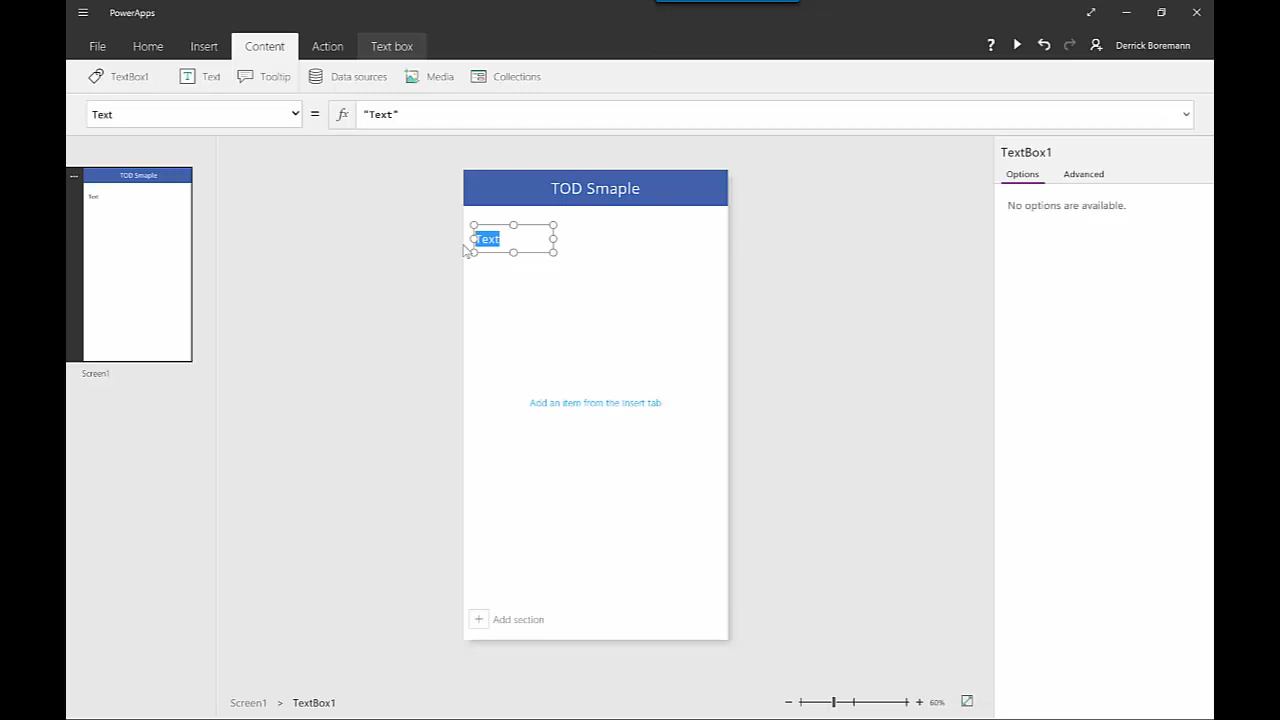 PowerApps
File Home Insert Content Action Text box
? Derrick Boremann
TextBox1 Text Tooltip Data sources Media Collections
Text = fx "Text"
TextBox1
Options Advanced
No options are available.
TOD Smaple
Text
Screen1
TOD Smaple
Text
Add an item from the Insert tab
+ Add section
Screen1 > TextBox1
− + 60%